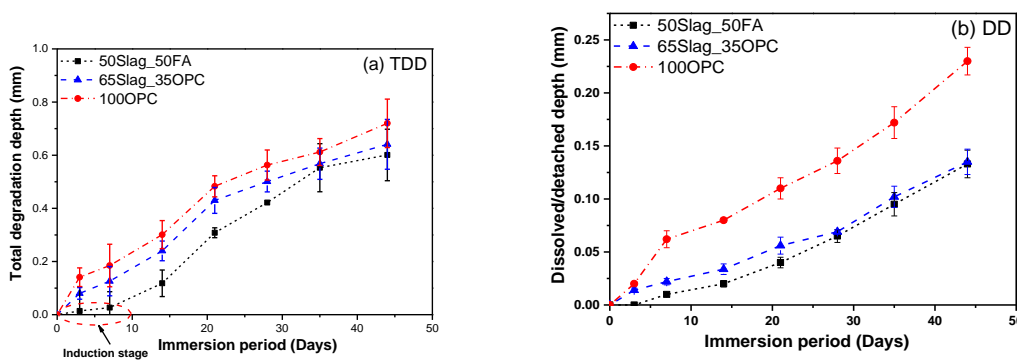 (a) TDD
50Slag_50FA
65Slag_35OPC
100OPC
Total degradation depth (mm)
1.0
0.8
0.6
0.4
0.2
0.0
0
10
20
30
40
50
Immersion period (Days)
Induction stage
(b) DD
50Slag_50FA
65Slag_35OPC
100OPC
Dissolved/detached depth (mm)
0.25
0.20
0.15
0.10
0.05
0.00
0
10
20
30
40
50
Immersion period (Days)